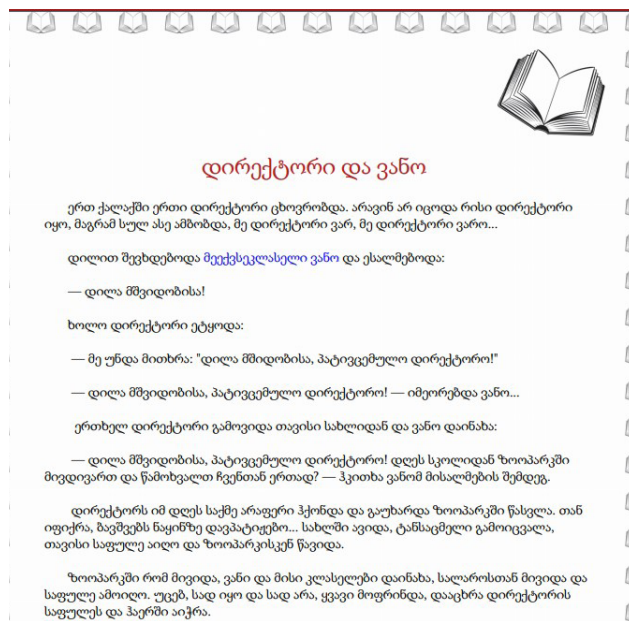 დირექტორი და ვანო
ერთ ქალაქში ერთი დირექტორი ცხოვრობდა. არავინ არ იცოდა რისი დირექტორი
იყო, მაგრამ სულ ასე ამბობდა, მე დირექტორი ვარ, მე დირექტორი ვარო...
დილით შევხდებოდა მეექვსეკლასელი ვანო და ესალმებოდა:
— დილა მშვიდობისა!
ხოლო დირექტორი ეტყოდა:
— მე უნდა მითხრა: "დილა მშიდობისა, პატივცემულო დირექტორო!"
— დილა მშვიდობისა, პატივცემულო დირექტორო! — იმეორებდა ვანო...
ერთხელ დირექტორი გამოვიდა თავისი სახლიდან და ვანო დაინახა:
— დილა მშვიდობისა, პატივცემულო დირექტორო! დღეს სკოლიდან ზოოპარკში
მივდივართ და წამოხვალთ ჩვენთან ერთად? — ჰკითხა ვანომ მისალმების შემდეგ.
დირექტორს იმ დღეს საქმე არაფერი ჰქონდა და გაუხარდა ზოოპარკში წასვლა. თან
იფიქრა, ბავშვებს ნაყინზე დავპატიჟებო... სახლში ავიდა, ტანსაცმელი გამოიცვალა,
თავისი საფულე აიღო და ზოოპარკისკენ წავიდა.
ზოოპარკში რომ მივიდა, ვანი და მისი კლასელები დაინახა, სალაროსთან მივიდა და
საფულე ამოიღო. უცებ, სად იყო და სად არა, ყვავი მოფრინდა, დააცხრა დირექტორის
საფულეს და ჰაერში აიჭრა.